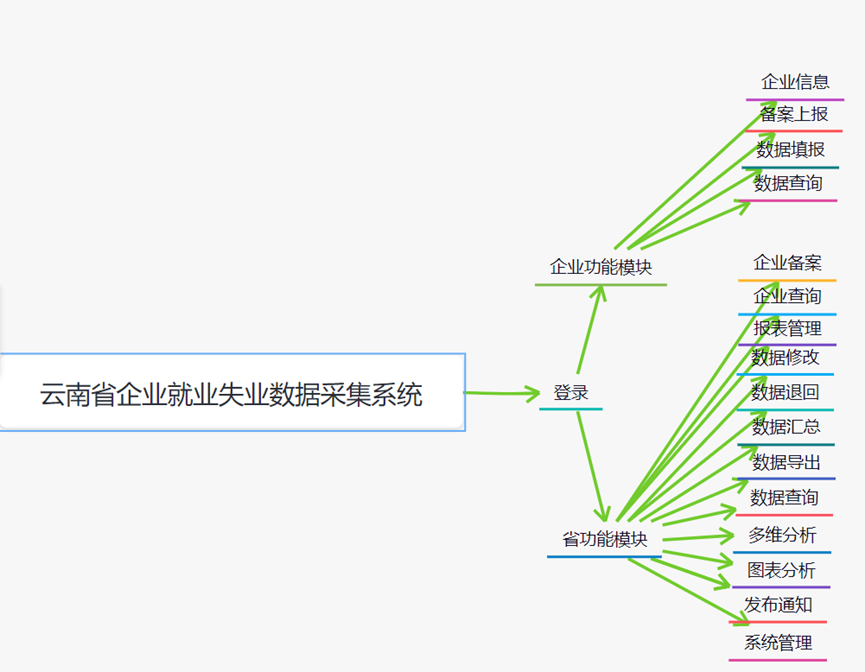 云南省企业就业失业数据采集系统
登录
企业功能模块
企业信息
备案上报
数据填报
数据查询
省功能模块
企业备案
企业查询
报表管理
数据修改
数据退回
数据汇总
数据导出
数据查询
多维分析
图表分析
发布通知
系统管理